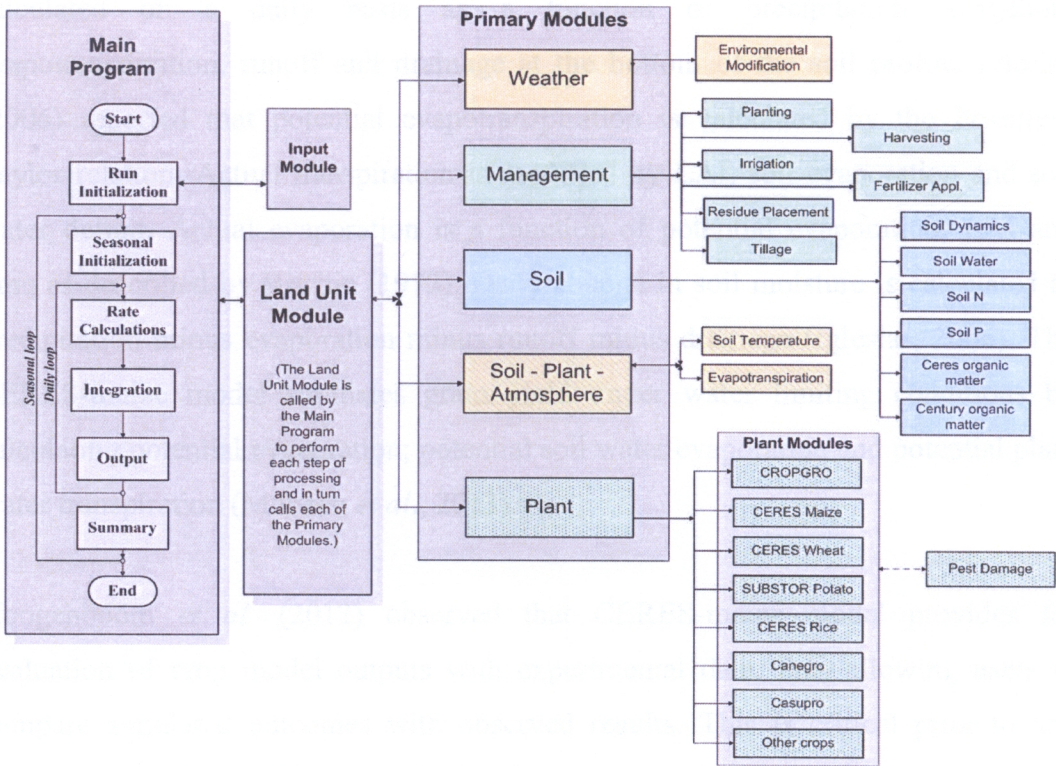 Main
Program
Start
Run
Initialization
Seasonal
Initialization
Rate
Calculations
Integration
Output
Summary
End
Seasonal loop
Daily loop
Input
Module
Land Unit
Module
(The Land
Unit Module is
called by
the Main
Program
to perform
each step of
processing
and in turn
calls each of
the Primary
Modules.)
Primary Modules
Weather
Management
Soil
Soil - Plant -
Atmosphere
Plant
Environmental
Modification
Planting
Harvesting
Irrigation
Fertilizer Appl.
Residue Placement
Tillage
Soil Dynamics
Soil Water
Soil N
Soil P
Ceres organic
matter
Century organic
matter
Soil Temperature
Evapotranspiration
Plant Modules
CROPGRO
CERES Maize
CERES Wheat
SUBSTOR Potato
CERES Rice
Canegro
Casupro
Other crops
Pest Damage